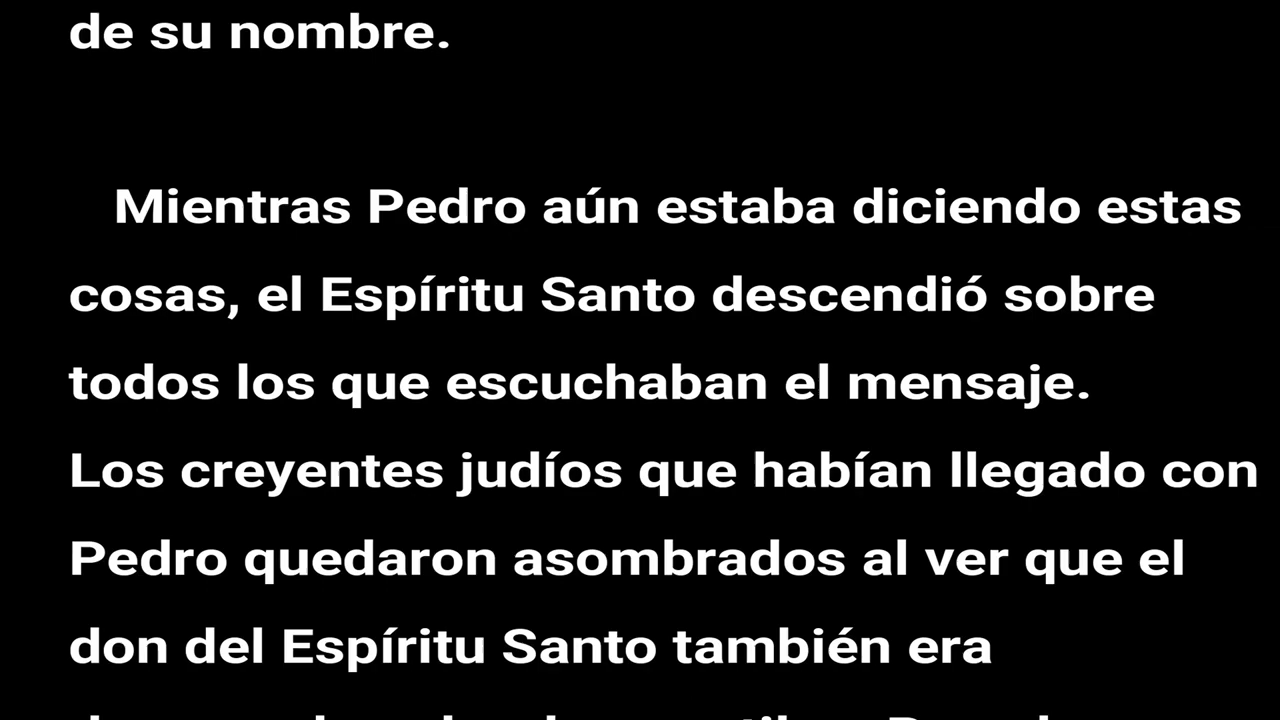 de su nombre.
Mientras Pedro aún estaba diciendo estas
cosas, el Espíritu Santo descendió sobre
todos los que escuchaban el mensaje.
Los creyentes judíos que habían llegado con
Pedro quedaron asombrados al ver que el
don del Espíritu Santo también era